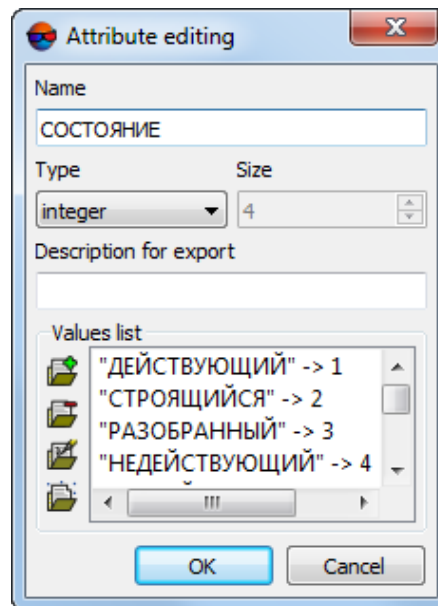 Attribute editing
Name
СОСТОЯНИЕ
Type Size
integer 4
Description for export
Values list
"ДЕЙСТВУЮЩИЙ" -> 1
"СТРОЯЩИЙСЯ" -> 2
"РАЗОБРАННЫЙ" -> 3
"НЕДЕЙСТВУЮЩИЙ" -> 4
OK Cancel